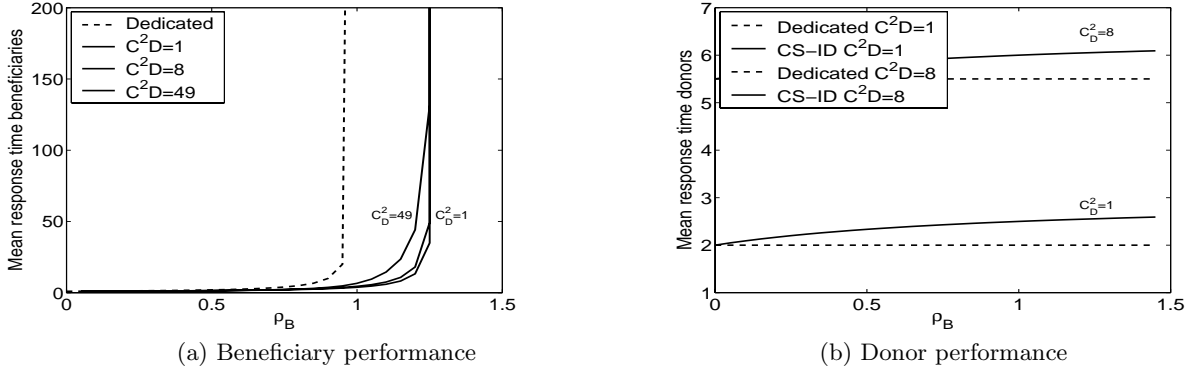 Mean response time beneficiaries
200
150
100
50
0
Dedicated
C²D=1
C²D=8
C²D=49
C²D=49
C²D=1
0
0.5
1
1.5
ρB
(a) Beneficiary performance
Mean response time donors
7
6
5
4
3
2
1
Dedicated C²D=1
CS−ID C²D=1
Dedicated C²D=8
CS−ID C²D=8
C²D=8
C²D=1
0
0.5
1
1.5
ρB
(b) Donor performance